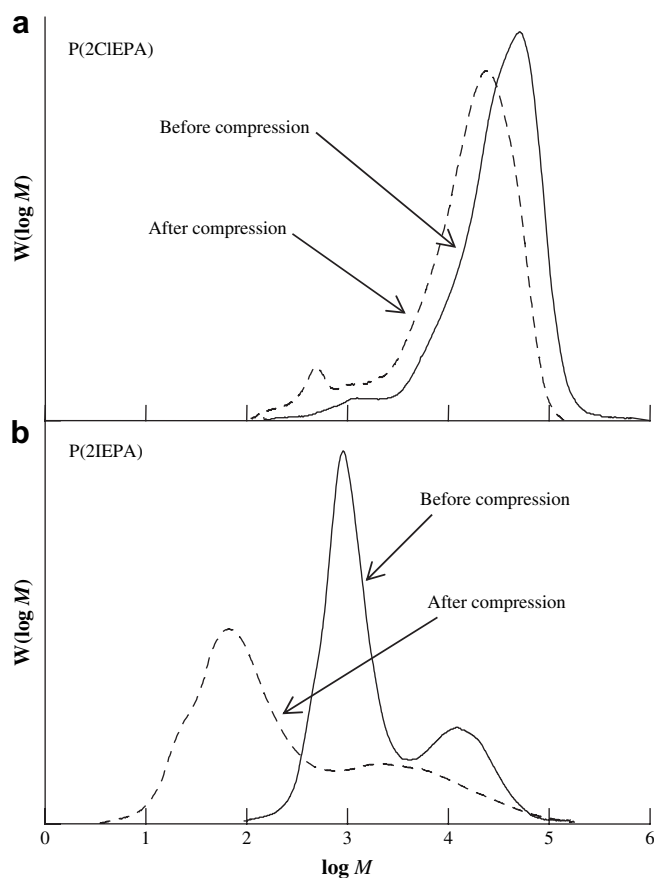 a
P(2ClEPA)
Before compression
After compression
W(log M)
b
P(2IEPA)
Before compression
After compression
W(log M)
0 1 2 3 4 5 6
log M